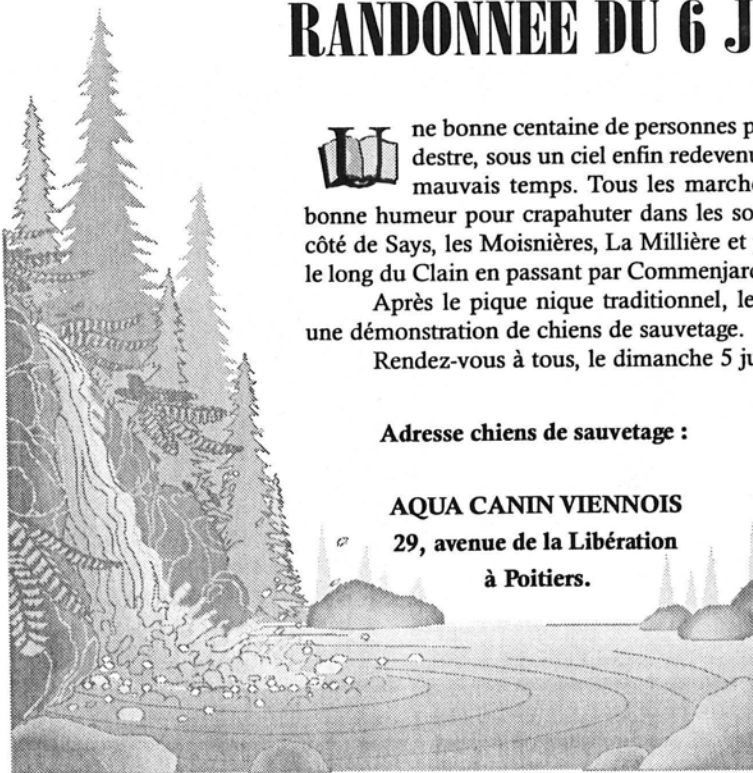 RANDONNEE DU 6 J
Une bonne centaine de personnes p
destre, sous un ciel enfin redevenu
mauvais temps. Tous les marche
bonne humeur pour crapahuter dans les so
côté de Says, les Moisnières, La Millière et
le long du Clain en passant par Commenjard
Après le pique nique traditionnel, le
une démonstration de chiens de sauvetage.
Rendez-vous à tous, le dimanche 5 ju
Adresse chiens de sauvetage :
AQUA CANIN VIENNOIS
29, avenue de la Libération
à Poitiers.